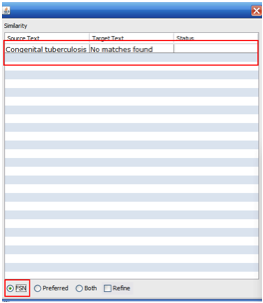 Similarity
Source Text Target Text Status
Congenital tuberculosis No matches found
FSN Preferred Both Refine